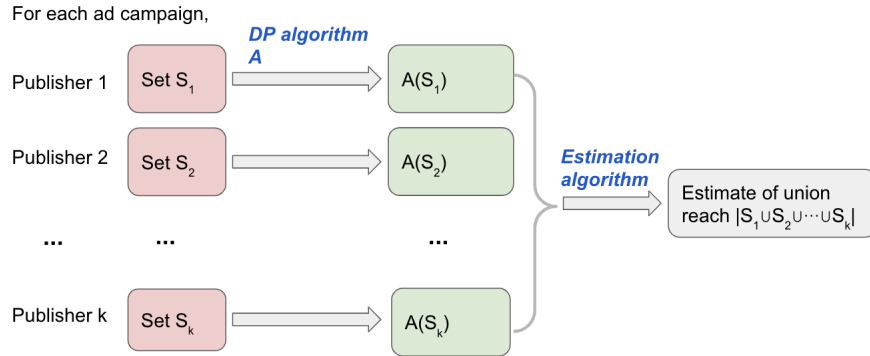 For each ad campaign,
DP algorithm
A
Publisher 1
Set S₁
A(S₁)
Publisher 2
Set S₂
A(S₂)
Estimation
algorithm
Estimate of union
reach |S₁∪S₂∪⋯∪Sₖ|
... ... ...
Publisher k
Set Sₖ
A(Sₖ)